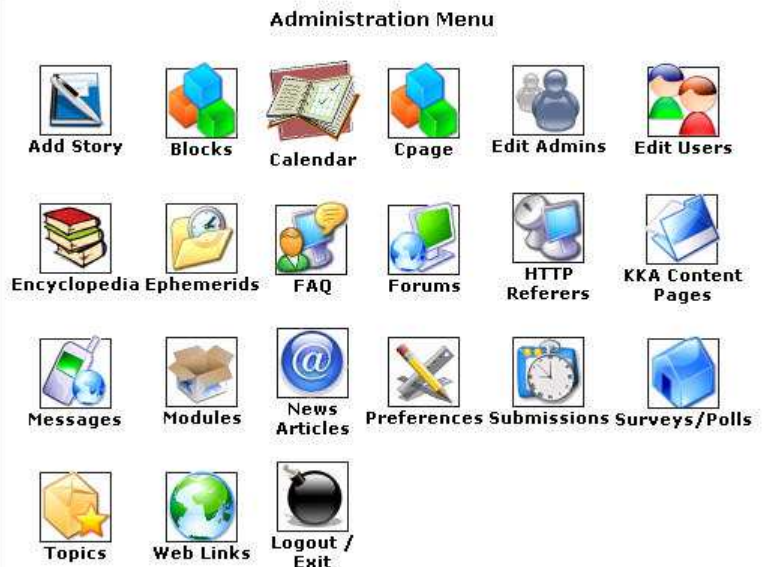 Administration Menu
Add Story
Blocks
Calendar
Cpage
Edit Admins
Edit Users
Encyclopedia
Ephemerids
FAQ
Forums
HTTP
Referers
KKA Content
Pages
Messages
Modules
News
Articles
Preferences
Submissions
Surveys/Polls
Topics
Web Links
Logout /
Exit